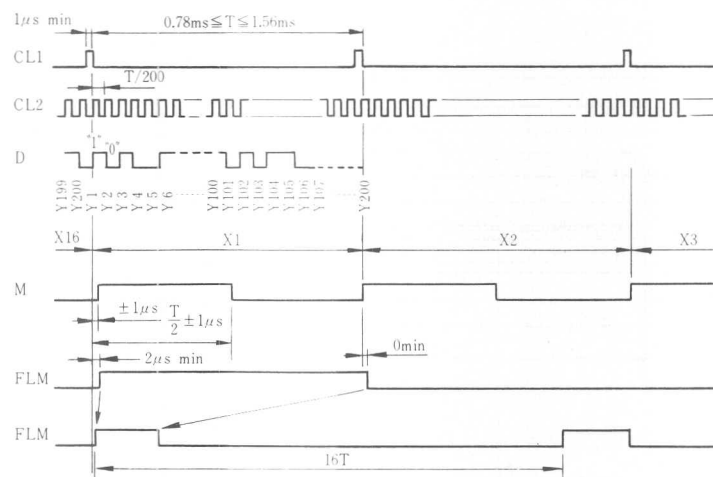 1μs min
0.78ms≦T≦1.56ms
CL1
T/200
CL2
"1"
"0"
D
Y199
Y200
Y1
Y2
Y3
Y4
Y5
Y6
Y100
Y101
Y102
Y103
Y104
Y105
Y106
Y107
Y200
X16
X1
X2
X3
M
±1μs
T/2 ±1μs
2μs min
0min
FLM
FLM
16T